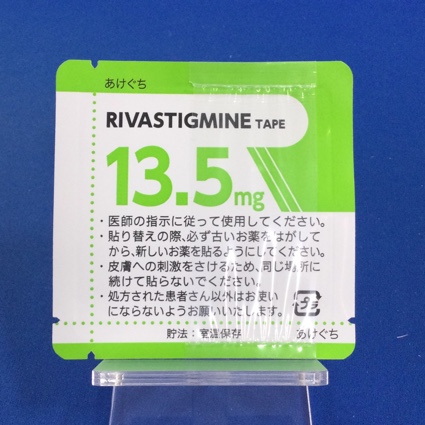 あけぐち
RIVASTIGMINE TAPE
13.5mg
・医師の指示に従って使用してください。
・貼り替えの際、必ず古いお薬をはがして
から、新しいお薬を貼るようにしてください。
・皮膚への刺激をさけるため、同じ場所に
続けて貼らないでください。
・処方された患者さん以外はお使い
にならないようお願いいたします。
プラ
貯法：室温保存
あけぐち